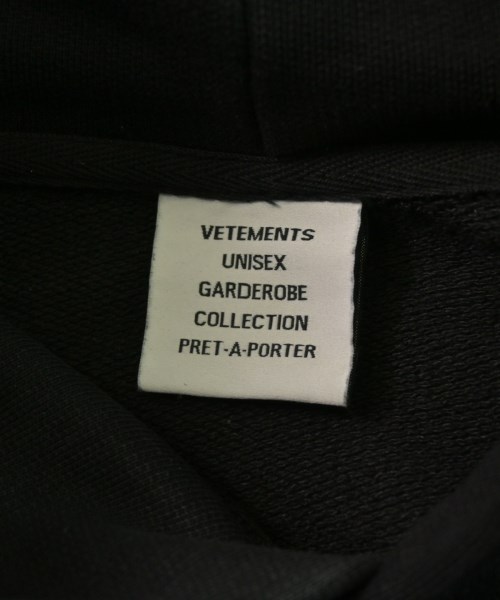 VETEMENTS
UNISEX
GARDEROBE
COLLECTION
PRET-A-PORTER